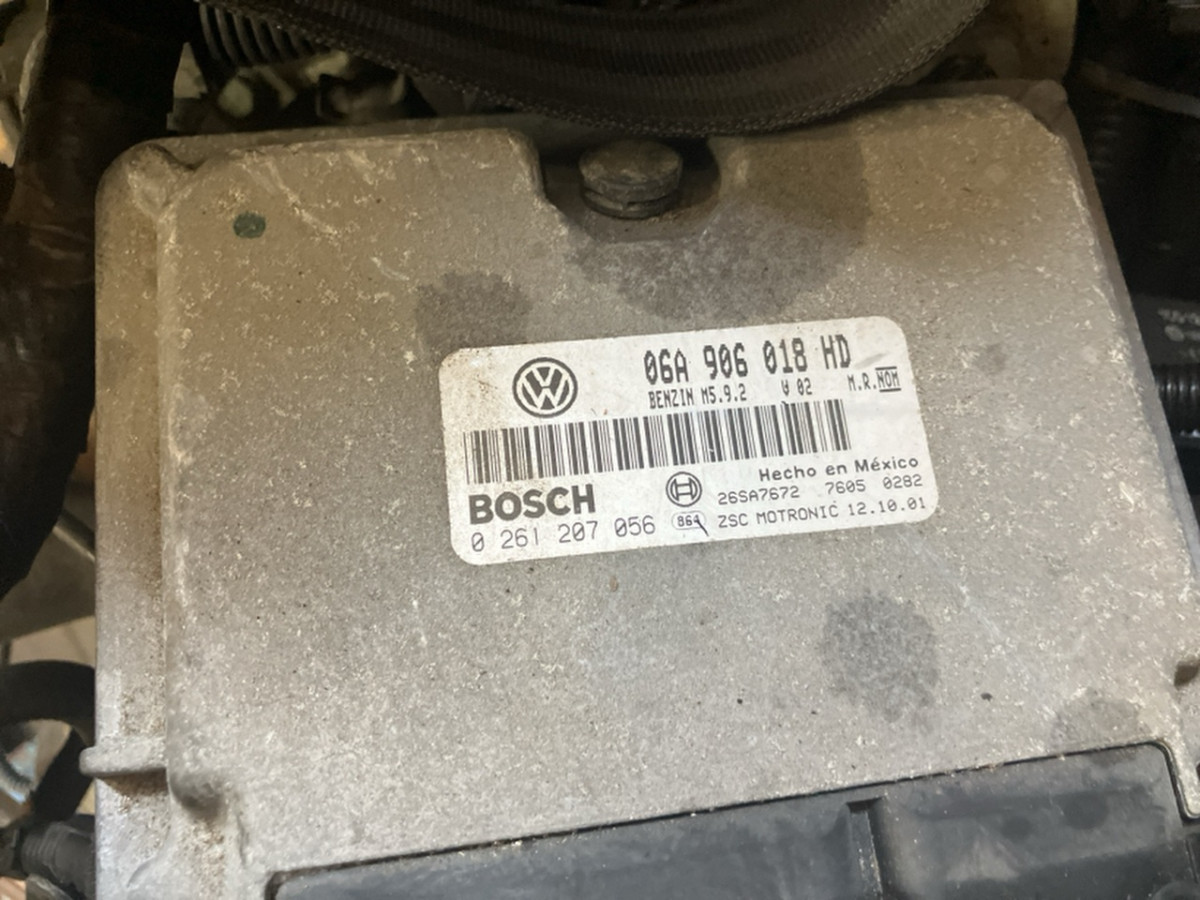 06A 906 018 HD
BENZIN M5.9.2 V 02 M.R.NOM
Hecho en México
BOSCH 26SA7672 7605 0282
0 261 207 056 864 ZSC MOTRONIC 12.10.01